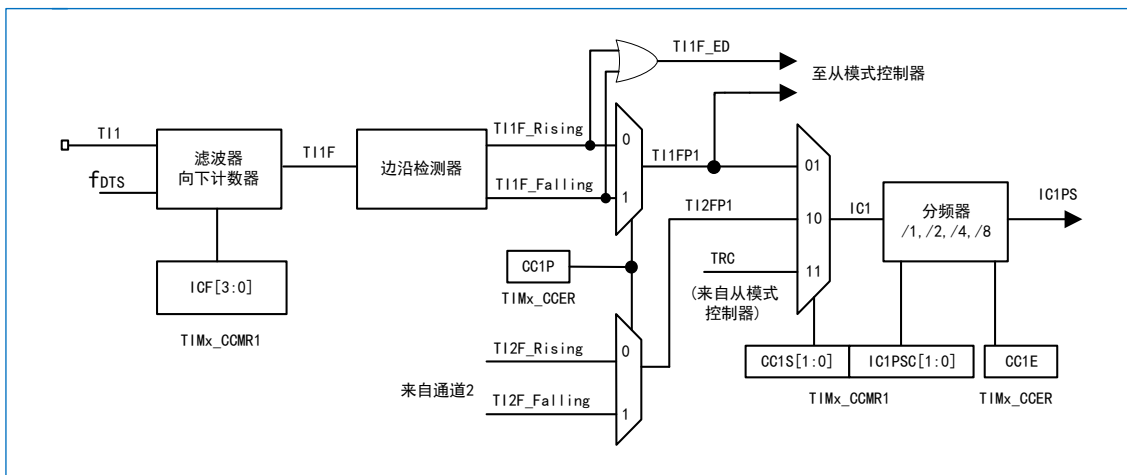 TI1F_ED
至从模式控制器
TI1
fDTS
滤波器
向下计数器
TI1F
边沿检测器
TI1F_Rising
TI1F_Falling
0
1
TI1FP1
TI2FP1
TRC
(来自从模式
控制器)
01
10
11
IC1
分频器
/1,/2,/4,/8
IC1PS
ICF[3:0]
TIMx_CCMR1
CC1P
TIMx_CCER
来自通道2
TI2F_Rising
TI2F_Falling
0
1
CC1S[1:0]
IC1PSC[1:0]
TIMx_CCMR1
CC1E
TIMx_CCER